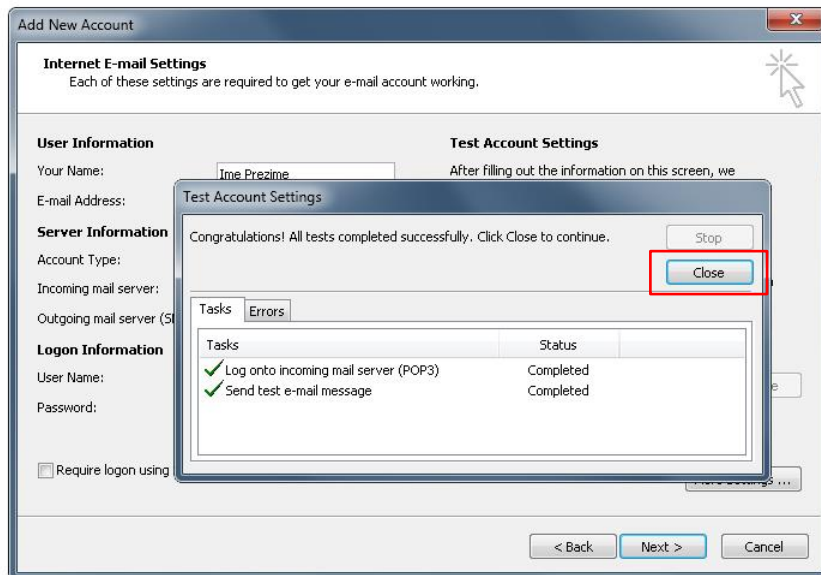 Add New Account
Internet E-mail Settings
Each of these settings are required to get your e-mail account working.
User Information
Your Name:
Ime Prezime
E-mail Address:
Server Information
Account Type:
Incoming mail server:
Outgoing mail server
Logon Information
User Name:
Password:
Require logon using
Test Account Settings
After filling out the information on this screen, we
Test Account Settings
Congratulations! All tests completed successfully. Click Close to continue.
Stop
Close
Tasks
Errors
Tasks Status
Log onto incoming mail server (POP3) Completed
Send test e-mail message Completed
< Back
Next >
Cancel